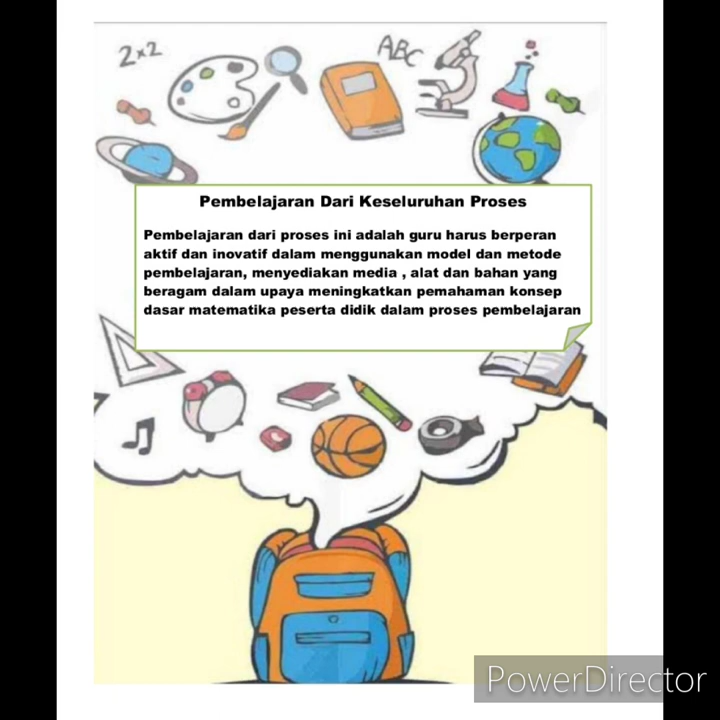 2x2
ABC
Pembelajaran Dari Keseluruhan Proses
Pembelajaran dari proses ini adalah guru harus berperan
aktif dan inovatif dalam menggunakan model dan metode
pembelajaran, menyediakan media , alat dan bahan yang
beragam dalam upaya meningkatkan pemahaman konsep
dasar matematika peserta didik dalam proses pembelajaran
PowerDirector